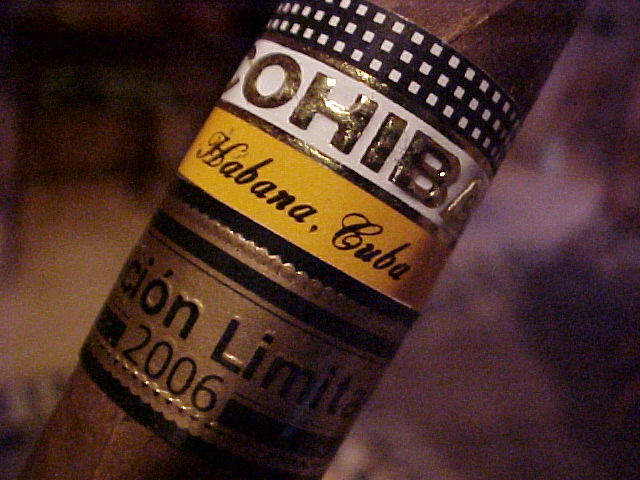 COHIBA
Habana, Cuba
ción Limita
2006